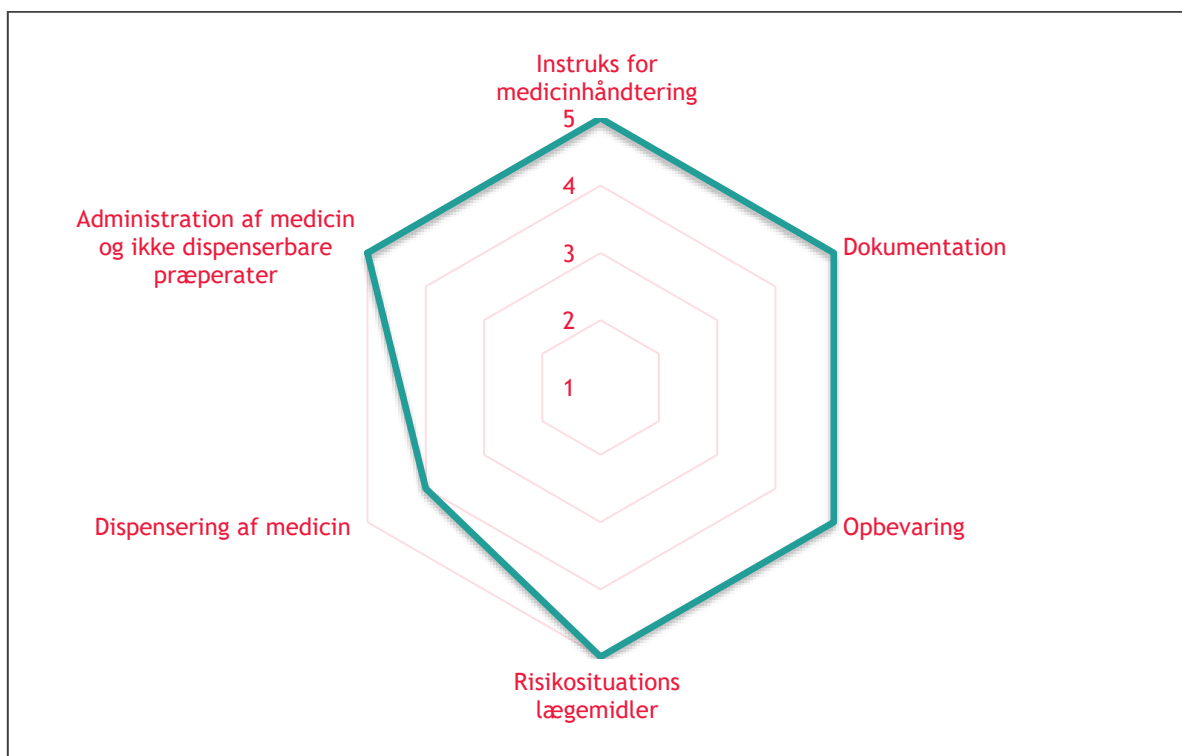 Instruks for
medicinhåndtering
5
4
3
2
1
Administration af medicin
og ikke dispenserbare
præperater
Dokumentation
Dispensering af medicin
Opbevaring
Risikosituations
lægemidler